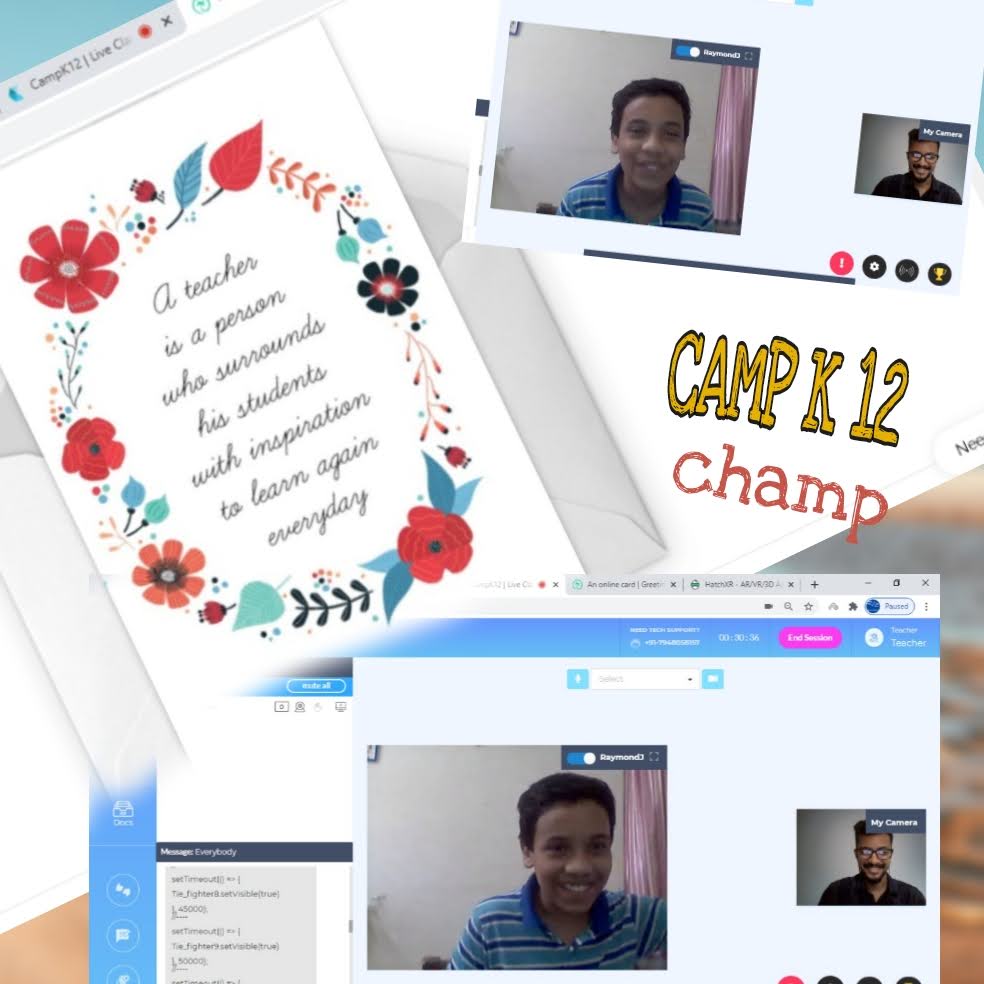 CampK12 | Live Cla
RaymondJ
My Camera
A teacher
is a person
who surrounds
his students
with inspiration
to learn again
everyday
CAMP K 12
champ
Nee
An online card | Greetin
HatchXR - AR/VR/3D A
Paused
NEED TECH SUPPORT?
00:30:36
End Session
Teacher
Teacher
mute all
Select
RaymondJ
My Camera
Docs
Message: Everybody
setTimeout(() => {
Tie_fighter8.setVisible(true)
}, 45000);
//----
setTimeout(() => {
Tie_fighter9.setVisible(true)
}, 50000);
//----
setTimeout(() => {